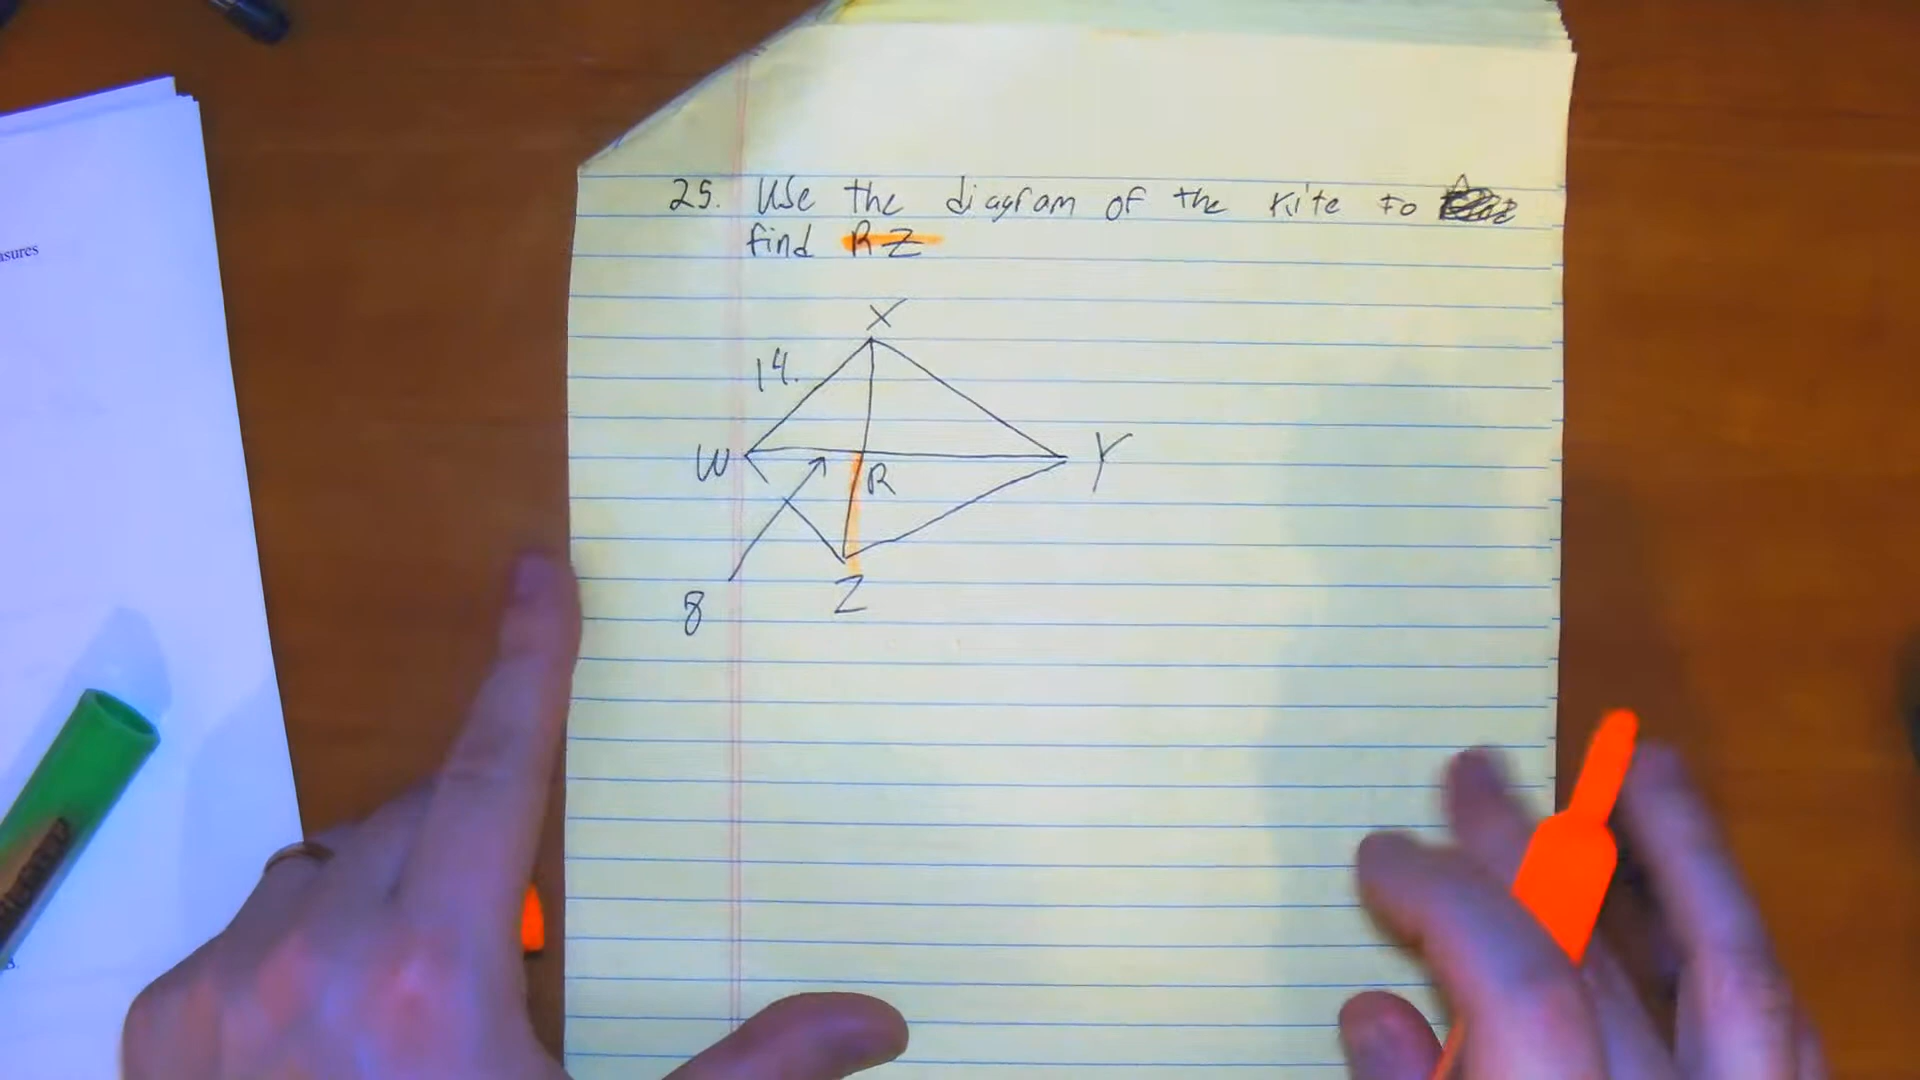 25. Use the diagram of the kite to
find RZ
X
14.
W
R
Y
8
Z